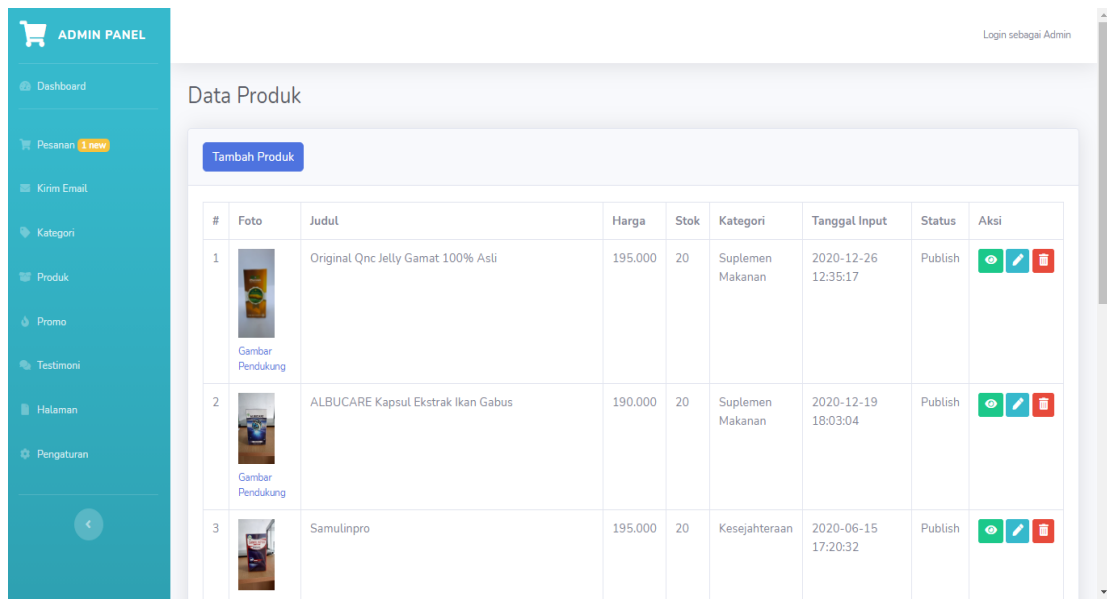 ADMIN PANEL
Login sebagai Admin
Dashboard
Pesanan 1 new
Kirim Email
Kategori
Produk
Promo
Testimoni
Halaman
Pengaturan
Data Produk
Tambah Produk
# Foto Judul Harga Stok Kategori Tanggal Input Status Aksi
1 Original Qnc Jelly Gamat 100% Asli 195.000 20 Suplemen 2020-12-26 Publish
Makanan 12:35:17
Gambar
Pendukung
2 ALBUCARE Kapsul Ekstrak Ikan Gabus 190.000 20 Suplemen 2020-12-19 Publish
Makanan 18:03:04
Gambar
Pendukung
3 Samulinpro 195.000 20 Kesejahteraan 2020-06-15 Publish
17:20:32